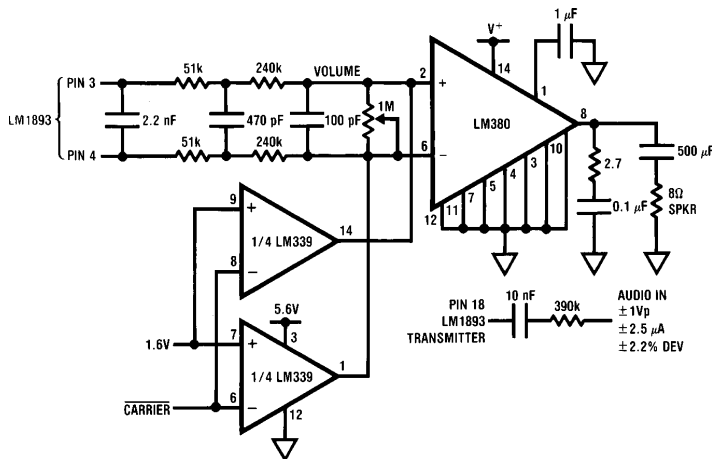 1 µF
V+
51k
240k
VOLUME
2
14
1
PIN 3
+
8
1M
LM1893
2.2 nF
470 pF
100 pF
LM380
PIN 4
6
−
10
3
4
5
7
11
12
2.7
500 µF
51k
240k
0.1 µF
8Ω
SPKR
9
+
1/4 LM339
14
8
−
5.6V
10 nF
390k
PIN 18
LM1893
TRANSMITTER
AUDIO IN
±1Vp
±2.5 µA
±2.2% DEV
1.6V
7
+
3
1/4 LM339
1
CARRIER
6
−
12